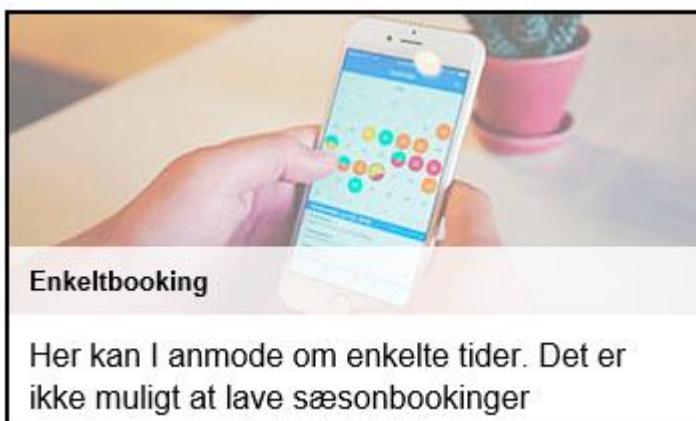 Enkeltbooking
Her kan I anmode om enkelte tider. Det er
ikke muligt at lave sæsonbookinger